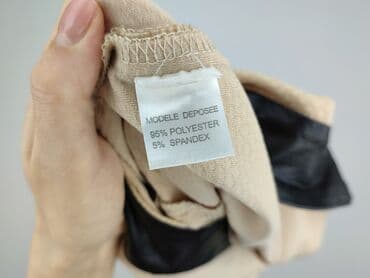 MODELE DEPOSEE
95% POLYESTER
5% SPANDEX